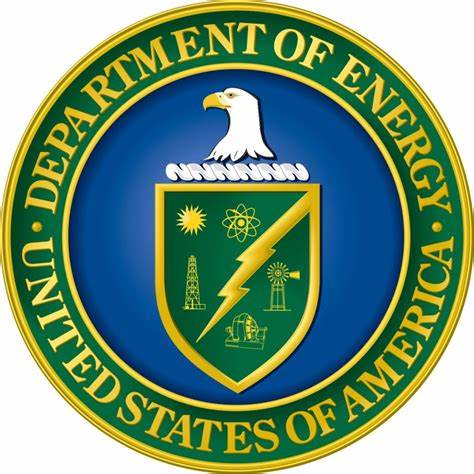 DEPARTMENT OF ENERGY
UNITED STATES OF AMERICA